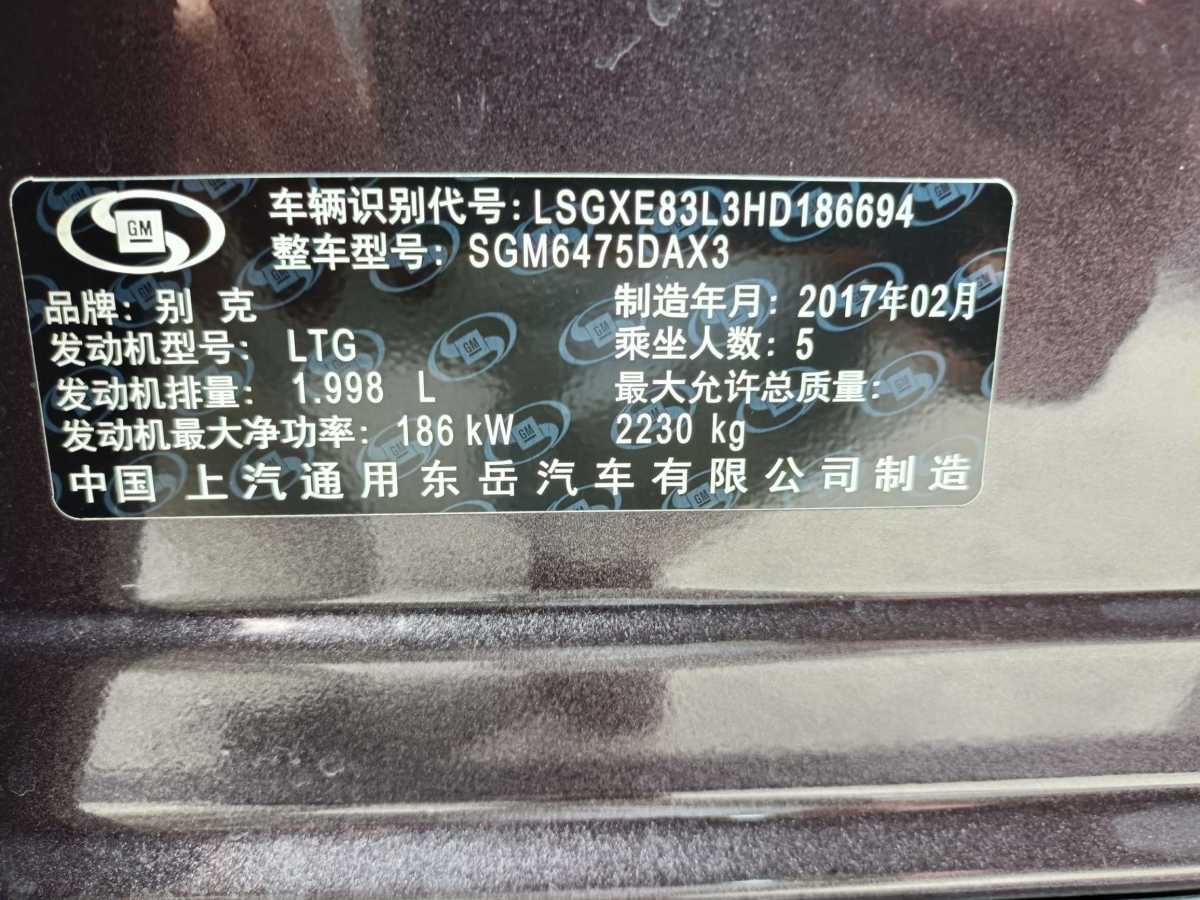 GM
车辆识别代号：LSGXE83L3HD186694
整车型号：SGM6475DAX3
品牌：别 克
制造年月：2017年02月
发动机型号： LTG
乘坐人数：5
发动机排量： 1.998 L
最大允许总质量：
发动机最大净功率：186 kW
2230 kg
中国 上汽通用东岳汽车有限公司制造